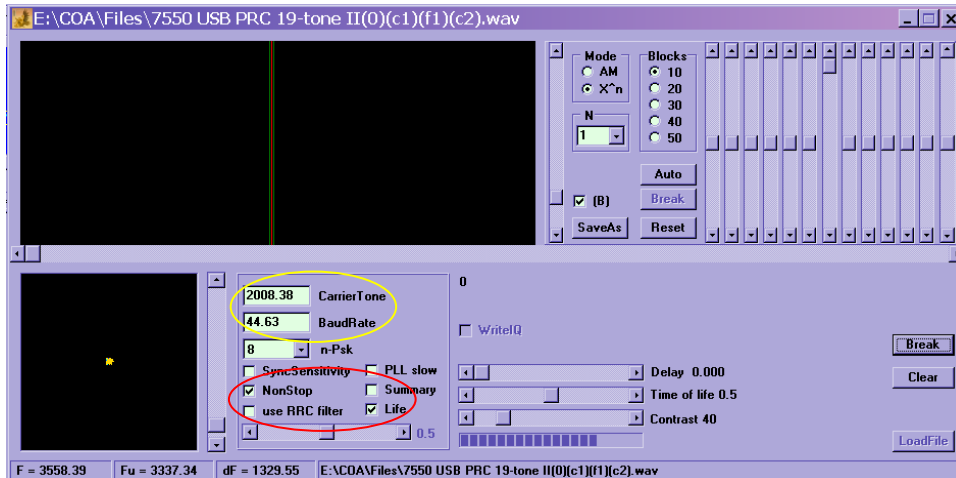 E:\COA\Files\7550 USB PRC 19-tone II(0)(c1)(f1)(c2).wav
Mode
AM
X^n
Blocks
10
20
30
40
50
N
1
(B)
Auto
Break
SaveAs
Reset
2008.38 CarrierTone
44.63 BaudRate
8 n-Psk
SyncSensitivity PLL slow
NonStop Summary
use RRC filter Life
0.5
0
WriteIQ
Delay 0.000
Time of life 0.5
Contrast 40
Break
Clear
LoadFile
F = 3558.39 Fu = 3337.34 dF = 1329.55 E:\COA\Files\7550 USB PRC 19-tone II(0)(c1)(f1)(c2).wav